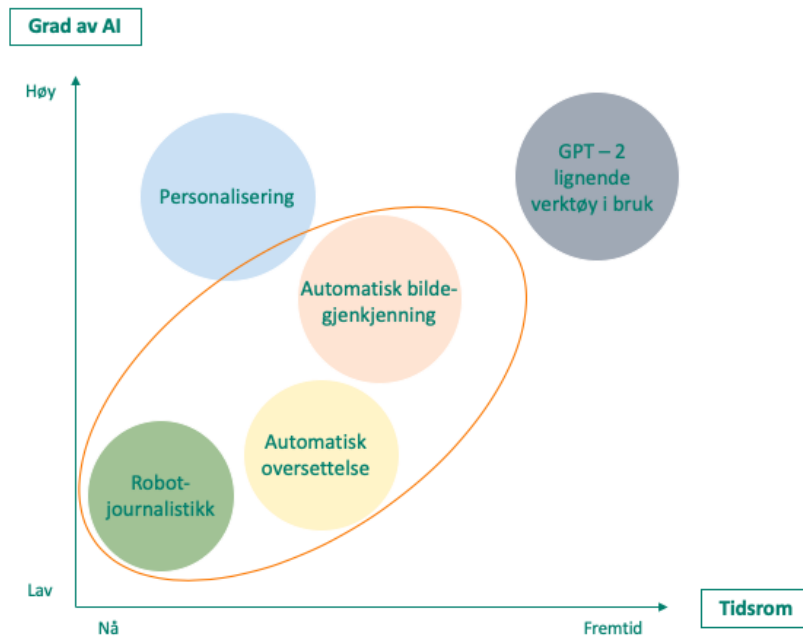 Grad av AI
Høy
Personalisering
GPT – 2
lignende
verktøy i bruk
Automatisk bilde-
gjenkjenning
Automatisk
oversettelse
Robot-
journalistikk
Lav
Nå
Fremtid
Tidsrom